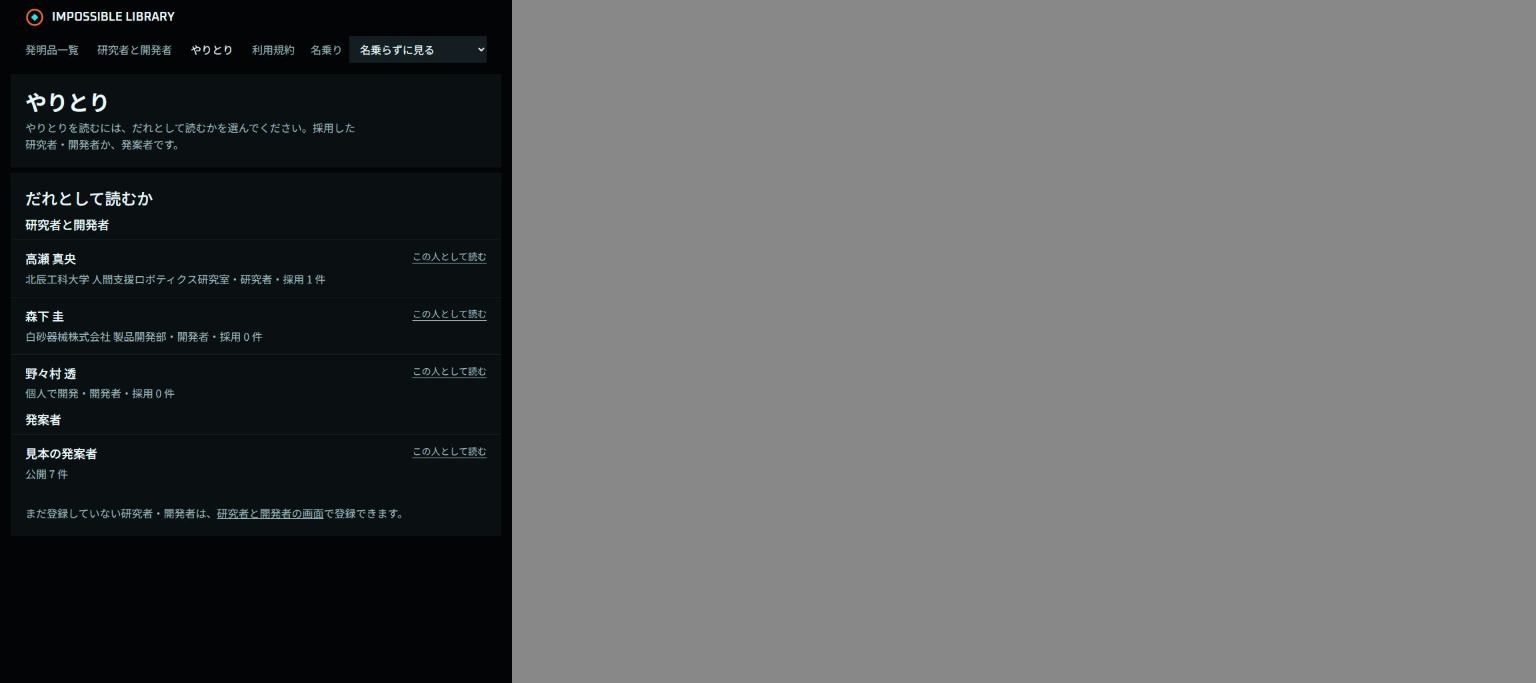 IMPOSSIBLE LIBRARY
発明品一覧 研究者と開発者 やりとり 利用規約 名乗り 名乗らずに見る
やりとり
やりとりを読むには、だれとして読むかを選んでください。採用した
研究者・開発者か、発案者です。
だれとして読むか
研究者と開発者
高瀬 真央 この人として読む
北辰工科大学 人間支援ロボティクス研究室・研究者・採用 1 件
森下 圭 この人として読む
白砂器械株式会社 製品開発部・開発者・採用 0 件
野々村 透 この人として読む
個人で開発・開発者・採用 0 件
発案者
見本の発案者 この人として読む
公開 7 件
まだ登録していない研究者・開発者は、研究者と開発者の画面で登録できます。